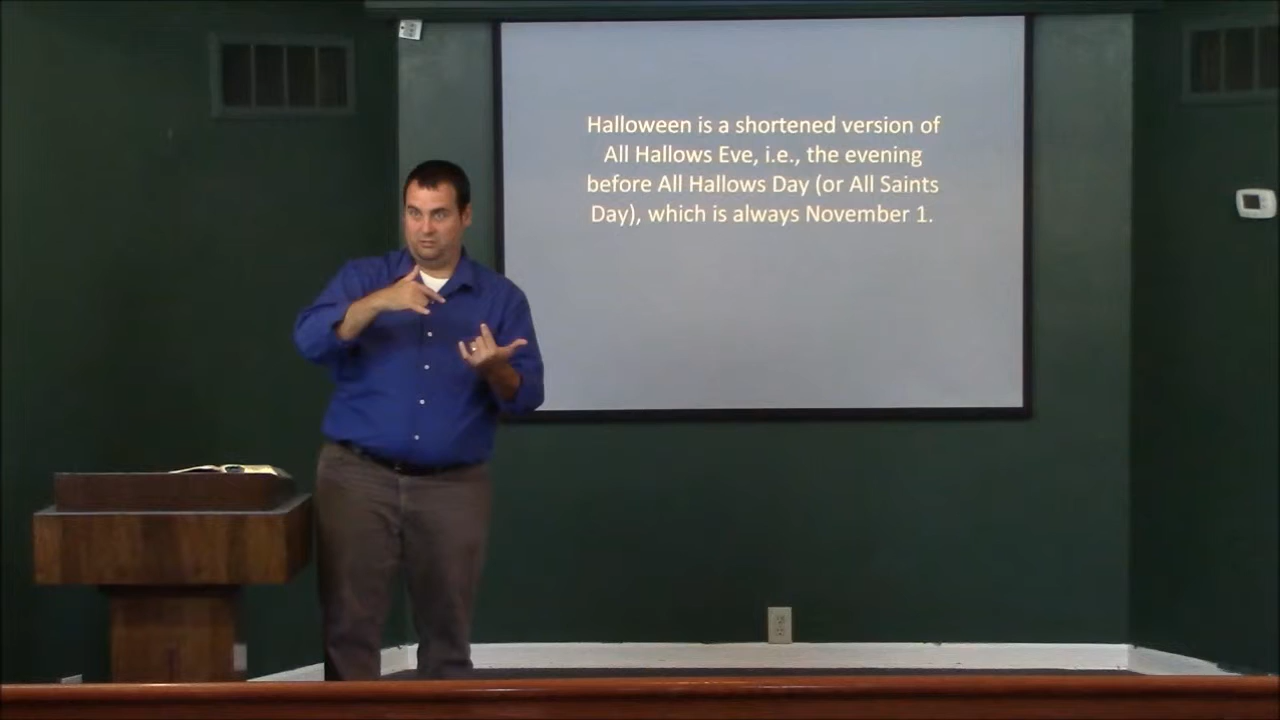 Halloween is a shortened version of
All Hallows Eve, i.e., the evening
before All Hallows Day (or All Saints
Day), which is always November 1.